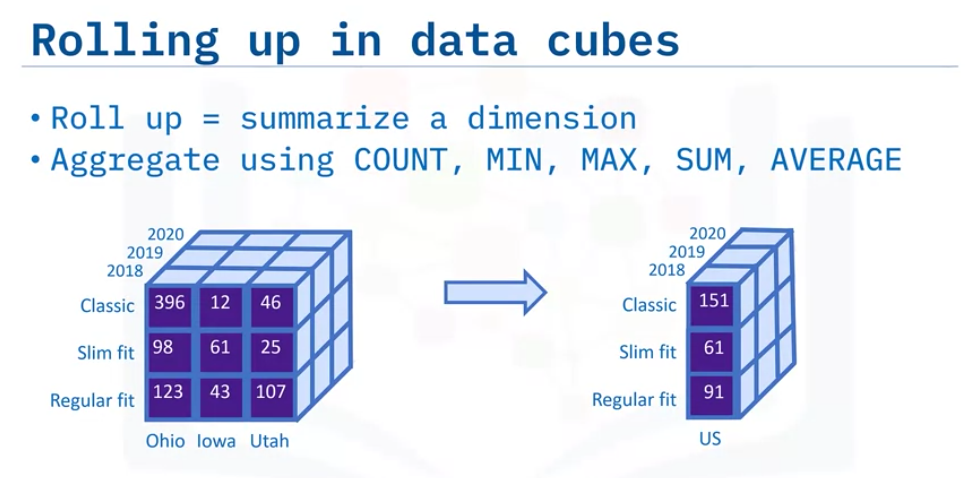 Rolling up in data cubes
• Roll up = summarize a dimension
• Aggregate using COUNT, MIN, MAX, SUM, AVERAGE
2020
2019
2018
Classic 396 12 46
Slim fit 98 61 25
Regular fit 123 43 107
Ohio Iowa Utah
2020
2019
2018
Classic 151
Slim fit 61
Regular fit 91
US